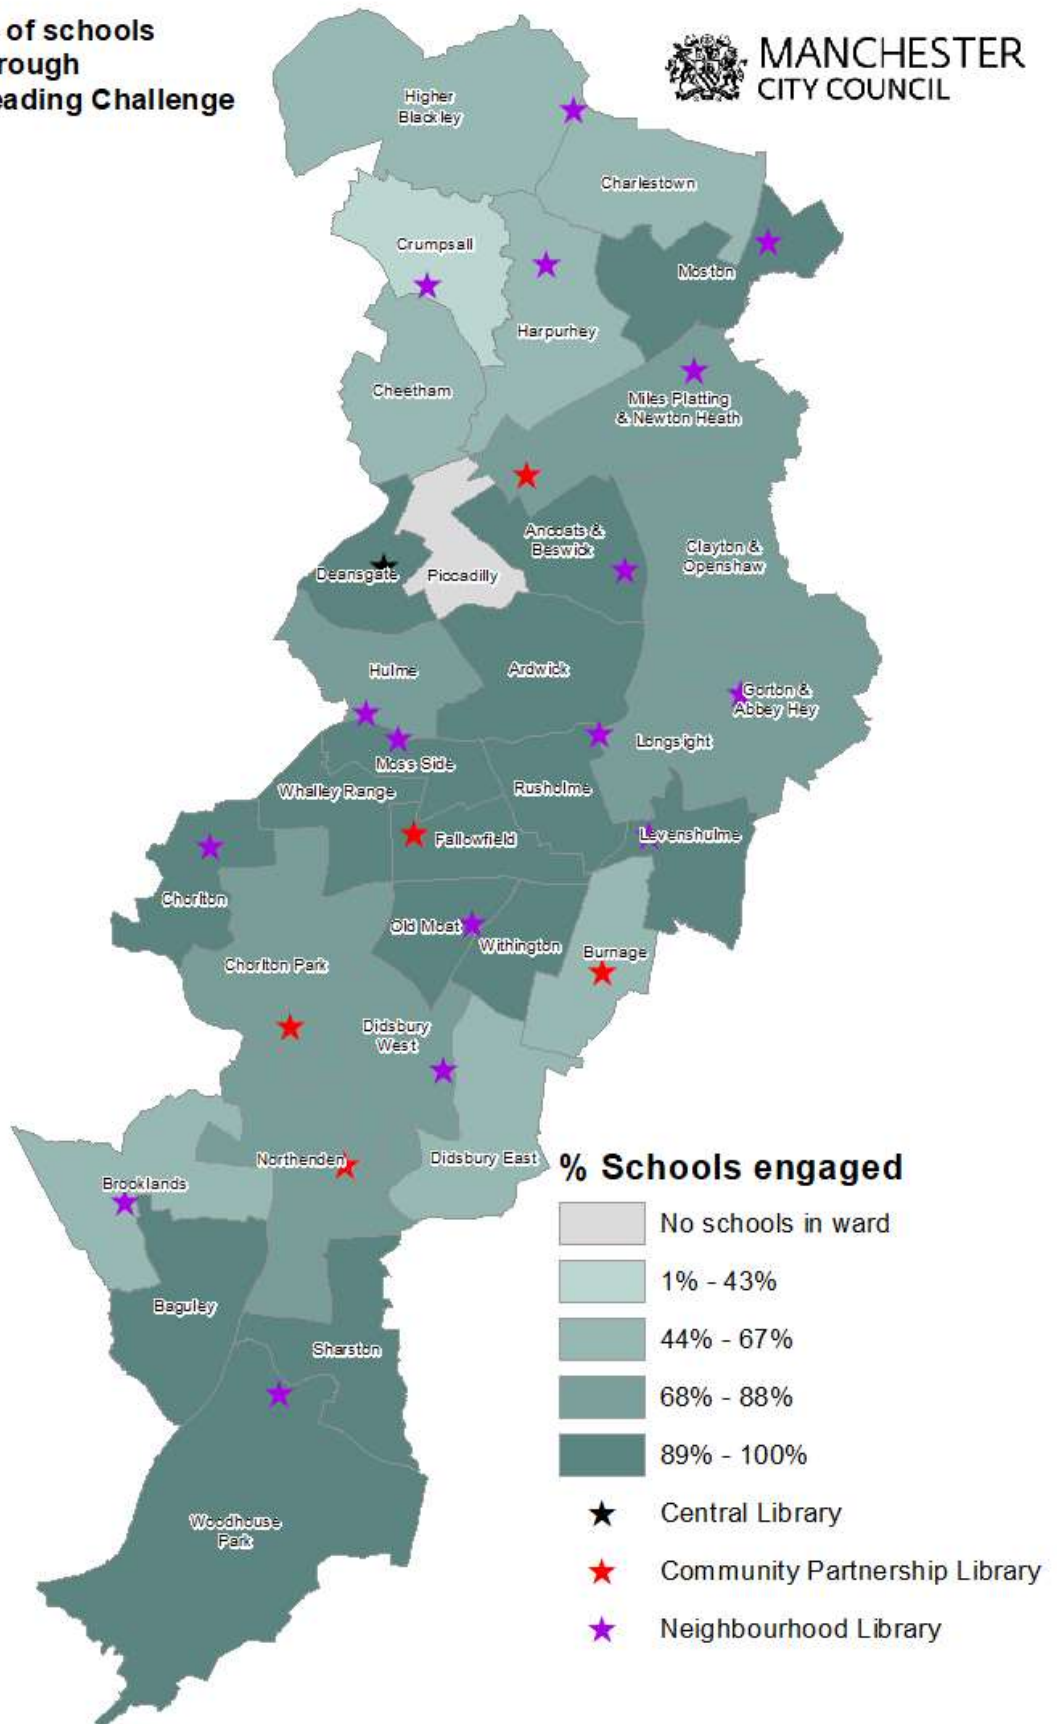 of schools
rough
eading Challenge
MANCHESTER
CITY COUNCIL
Higher
Blackley
Charlestown
Crumpsall
Moston
Harpurhey
Cheetham
Miles Platting
& Newton Heath
Ancoats &
Beswick
Clayton &
Openshaw
Deansgate
Piccadilly
Hulme
Ardwick
Gorton &
Abbey Hey
Longsight
Moss Side
Whalley Range
Rusholme
Fallowfield
Levenshulme
Chorlton
Old Moat
Withington
Burnage
Chorlton Park
Didsbury
West
Northenden
Didsbury East
Brooklands
Baguley
Sharston
Woodhouse
Park
% Schools engaged
No schools in ward
1% - 43%
44% - 67%
68% - 88%
89% - 100%
Central Library
Community Partnership Library
Neighbourhood Library